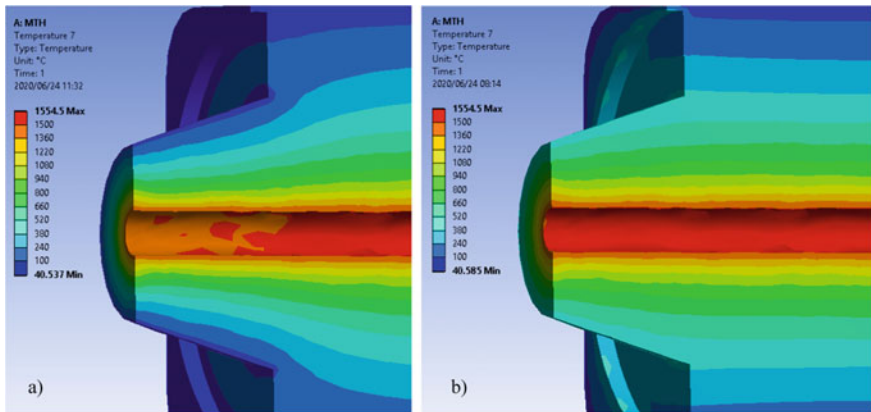 A: MTH
Temperature 7
Type: Temperature
Unit: °C
Time: 1
2020/06/24 11:32
1554.5 Max
1500
1360
1220
1080
940
800
660
520
380
240
100
40.537 Min
a)
A: MTH
Temperature 7
Type: Temperature
Unit: °C
Time: 1
2020/06/24 08:14
1554.5 Max
1500
1360
1220
1080
940
800
660
520
380
240
100
40.585 Min
b)